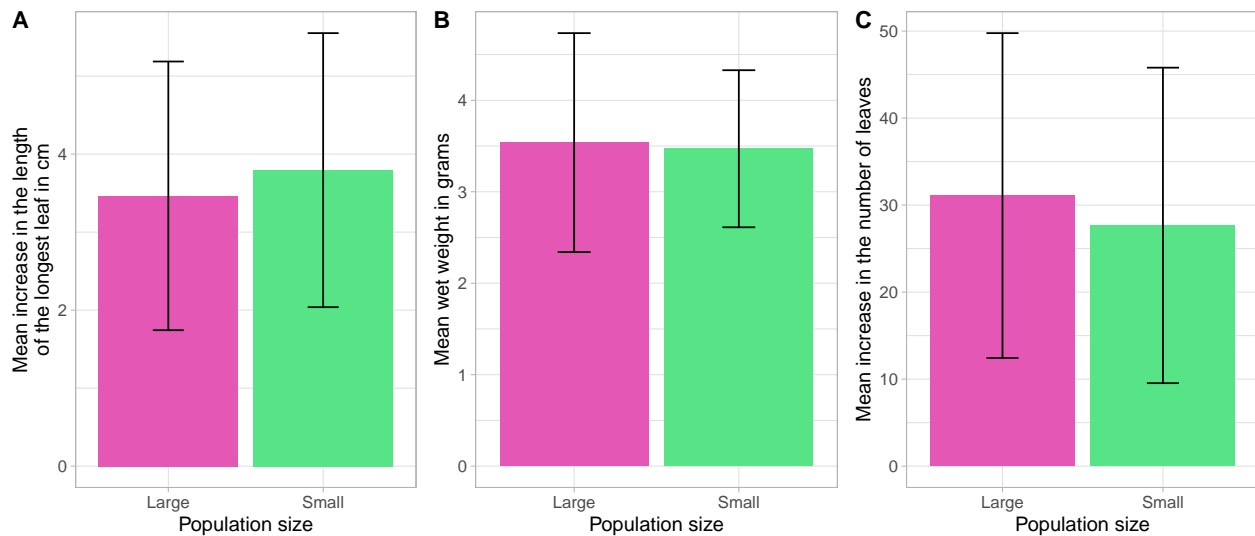 A
Mean increase in the length
of the longest leaf in cm
4
2
0
Large Small
Population size
B
Mean wet weight in grams
4
3
2
1
0
Large Small
Population size
C
Mean increase in the number of leaves
50
40
30
20
10
0
Large Small
Population size